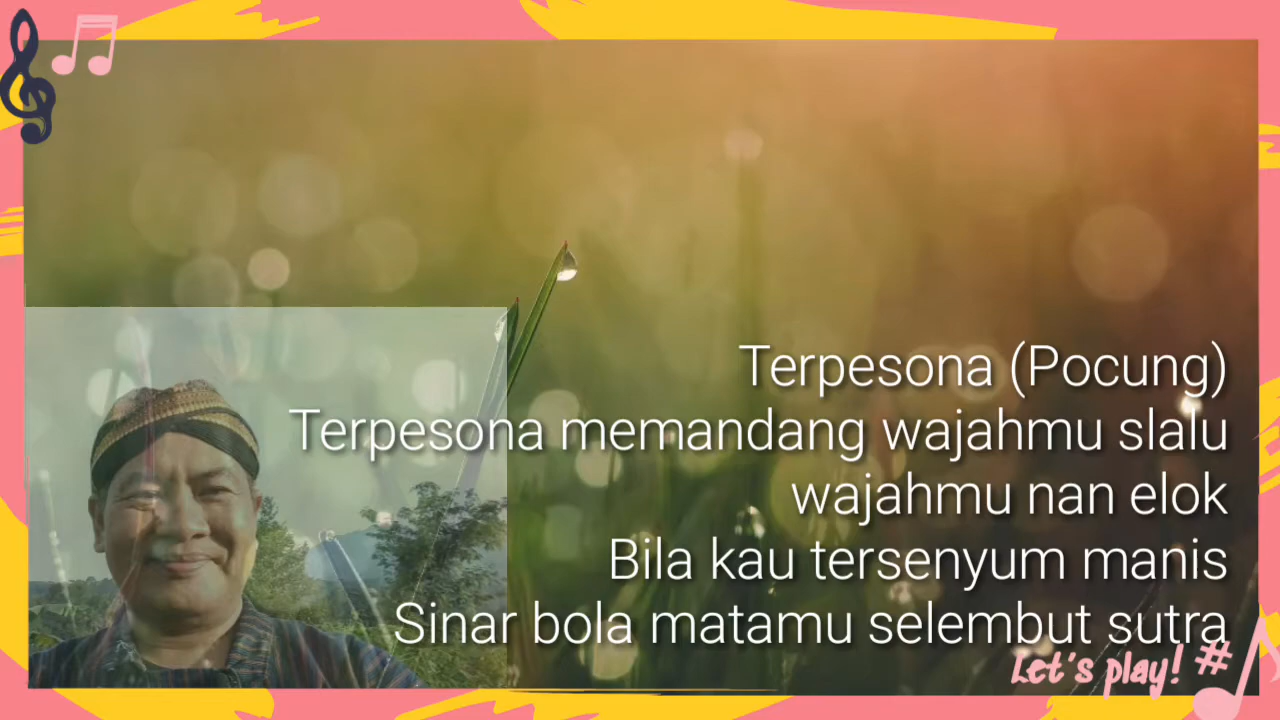 Terpesona (Pocung)
Terpesona memandang wajahmu slalu
wajahmu nan elok
Bila kau tersenyum manis
Sinar bola matamu selembut sutra
Let's play! #